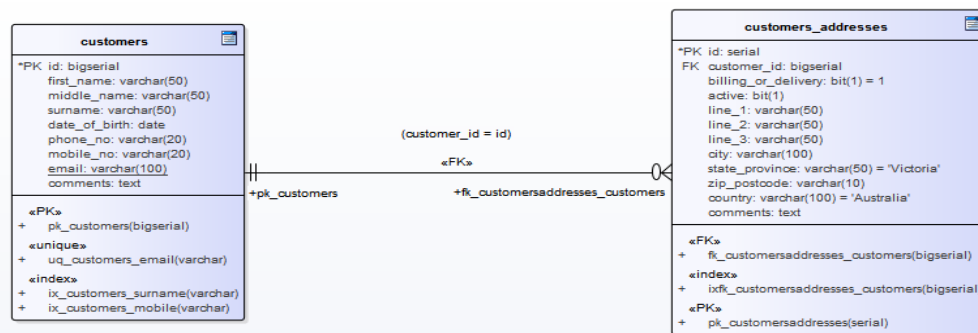 customers
*PK id: bigserial
first_name: varchar(50)
middle_name: varchar(50)
surname: varchar(50)
date_of_birth: date
phone_no: varchar(20)
mobile_no: varchar(20)
email: varchar(100)
comments: text
«PK»
+ pk_customers(bigserial)
«unique»
+ uq_customers_email(varchar)
«index»
+ ix_customers_surname(varchar)
+ ix_customers_mobile(varchar)
(customer_id = id)
«FK»
+pk_customers
+fk_customersaddresses_customers
customers_addresses
*PK id: serial
FK customer_id: bigserial
billing_or_delivery: bit(1) = 1
active: bit(1)
line_1: varchar(50)
line_2: varchar(50)
line_3: varchar(50)
city: varchar(100)
state_province: varchar(50) = 'Victoria'
zip_postcode: varchar(10)
country: varchar(100) = 'Australia'
comments: text
«FK»
+ fk_customersaddresses_customers(bigserial)
«index»
+ ixfk_customersaddresses_customers(bigserial
«PK»
+ pk_customersaddresses(serial)